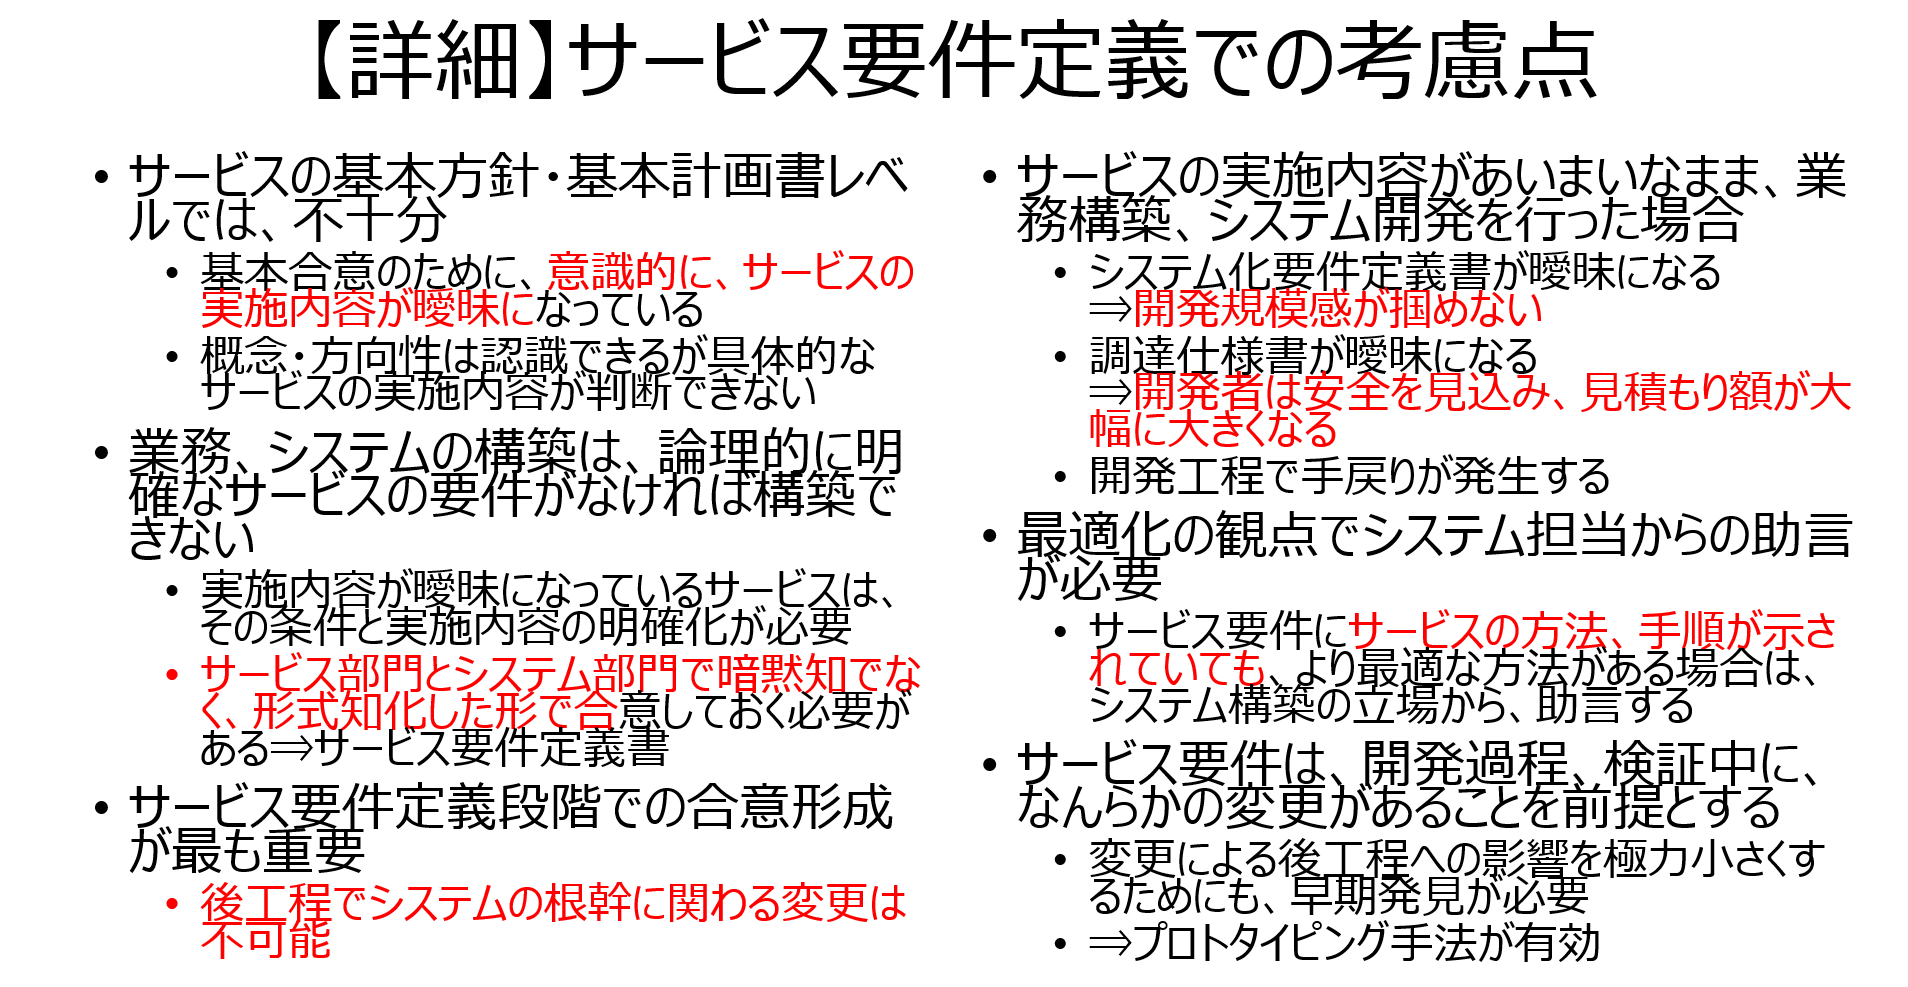 【詳細】サービス要件定義での考慮点
• サービスの基本方針・基本計画書レベ
ルでは、不十分
• 基本合意のために、意識的に、サービスの
実施内容が曖昧になっている
• 概念・方向性は認識できるが具体的な
サービスの実施内容が判断できない
• 業務、システムの構築は、論理的に明
確なサービスの要件がなければ構築で
きない
• 実施内容が曖昧になっているサービスは、
その条件と実施内容の明確化が必要
• サービス部門とシステム部門で暗黙知でな
く、形式知化した形で合意しておく必要が
ある⇒サービス要件定義書
• サービス要件定義段階での合意形成
が最も重要
• 後工程でシステムの根幹に関わる変更は
不可能
• サービスの実施内容があいまいなまま、業
務構築、システム開発を行った場合
• システム化要件定義書が曖昧になる
⇒開発規模感が掴めない
• 調達仕様書が曖昧になる
⇒開発者は安全を見込み、見積もり額が大
幅に大きくなる
• 開発工程で手戻りが発生する
• 最適化の観点でシステム担当からの助言
が必要
• サービス要件にサービスの方法、手順が示さ
れていても、より最適な方法がある場合は、
システム構築の立場から、助言する
• サービス要件は、開発過程、検証中に、
なんらかの変更があることを前提とする
• 変更による後工程への影響を極力小さくす
るためにも、早期発見が必要
• ⇒プロトタイピング手法が有効